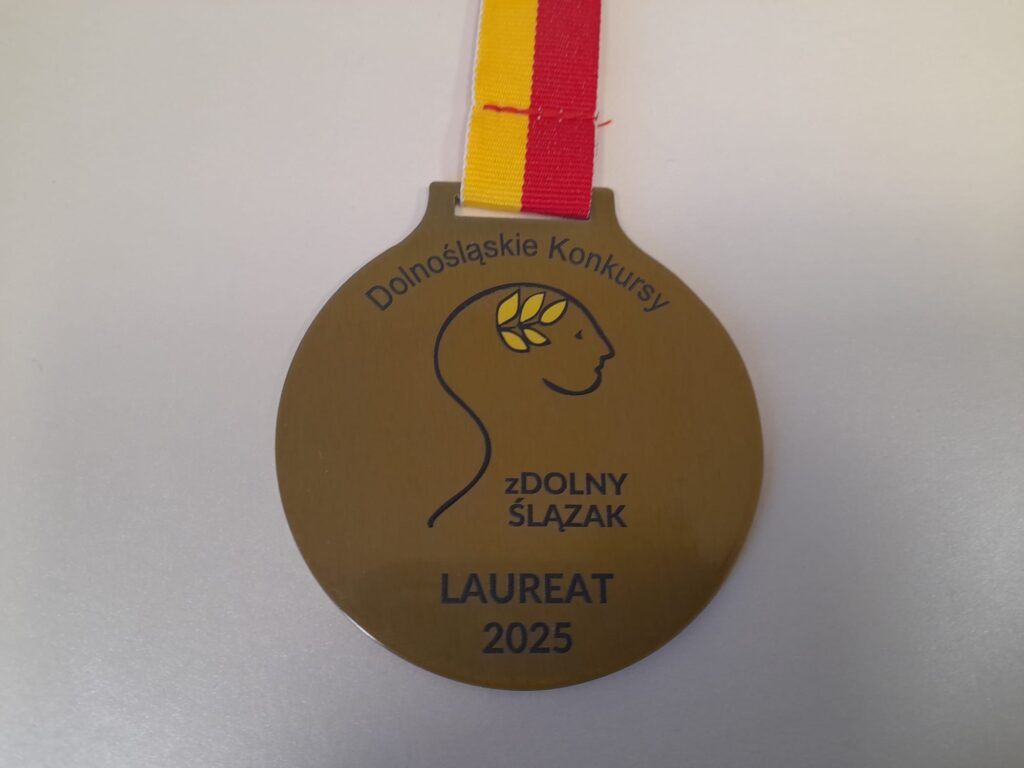 Dolnośląskie Konkursy
zDOLNY
ŚLĄZAK
LAUREAT
2025